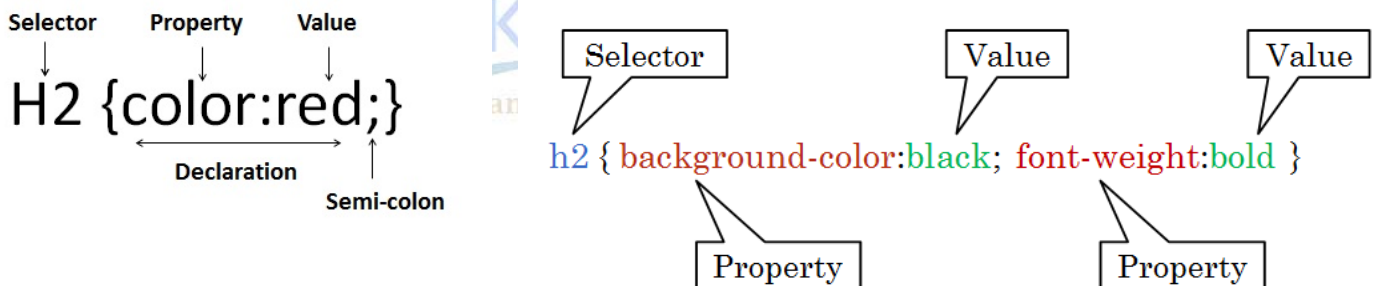 Selector Property Value
H2 {color:red;}
Declaration
Semi-colon
Selector Value Value
h2 { background-color:black; font-weight:bold }
Property Property